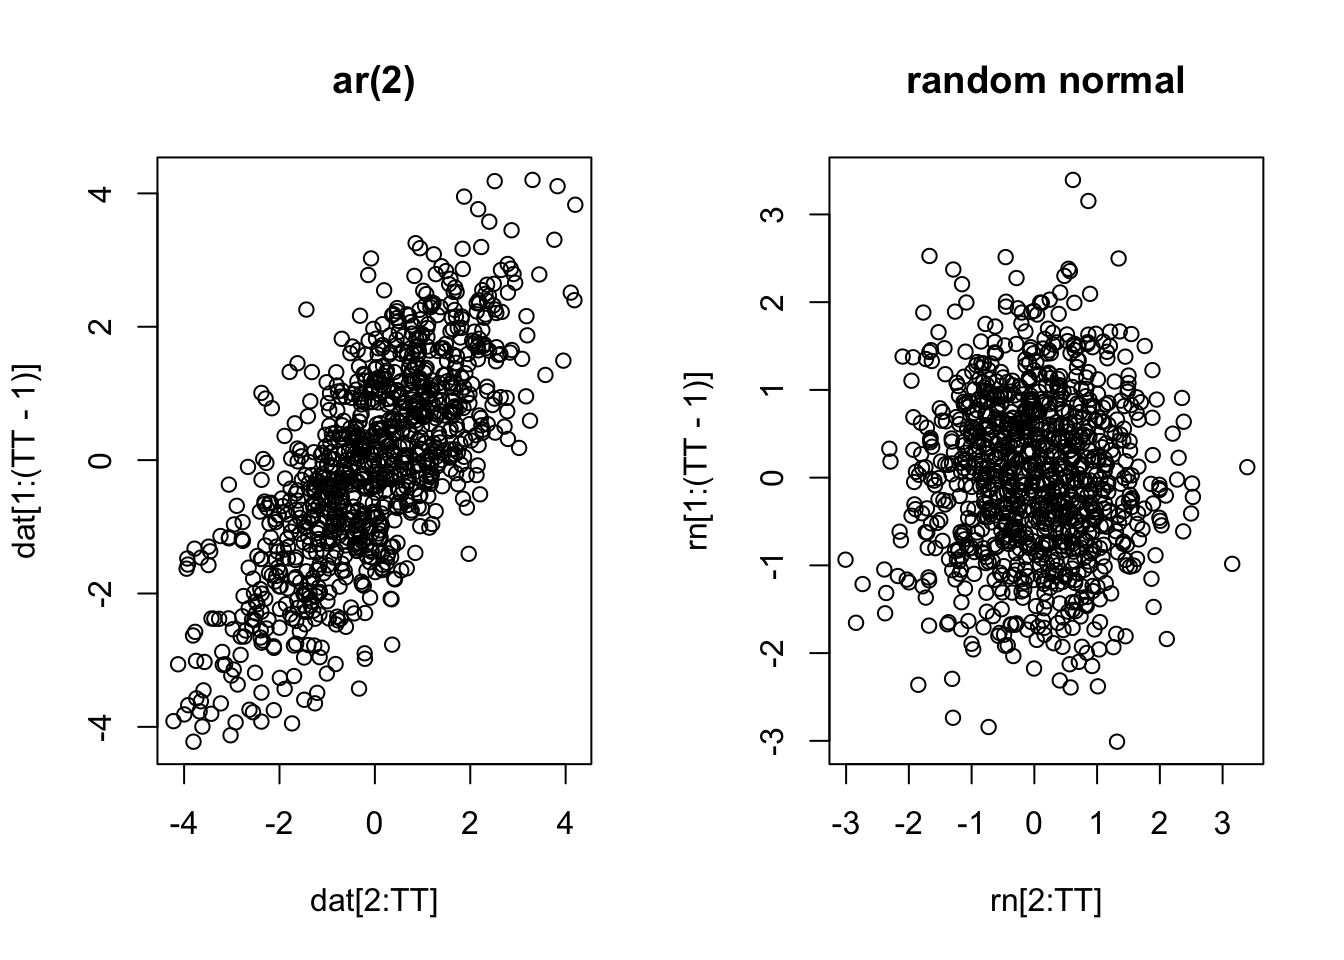 ar(2)
dat[1:(TT - 1)]
4
2
0
-2
-4
-4 -2 0 2 4
dat[2:TT]
random normal
rn[1:(TT - 1)]
3
2
1
0
-1
-2
-3
-3 -2 -1 0 1 2 3
rn[2:TT]